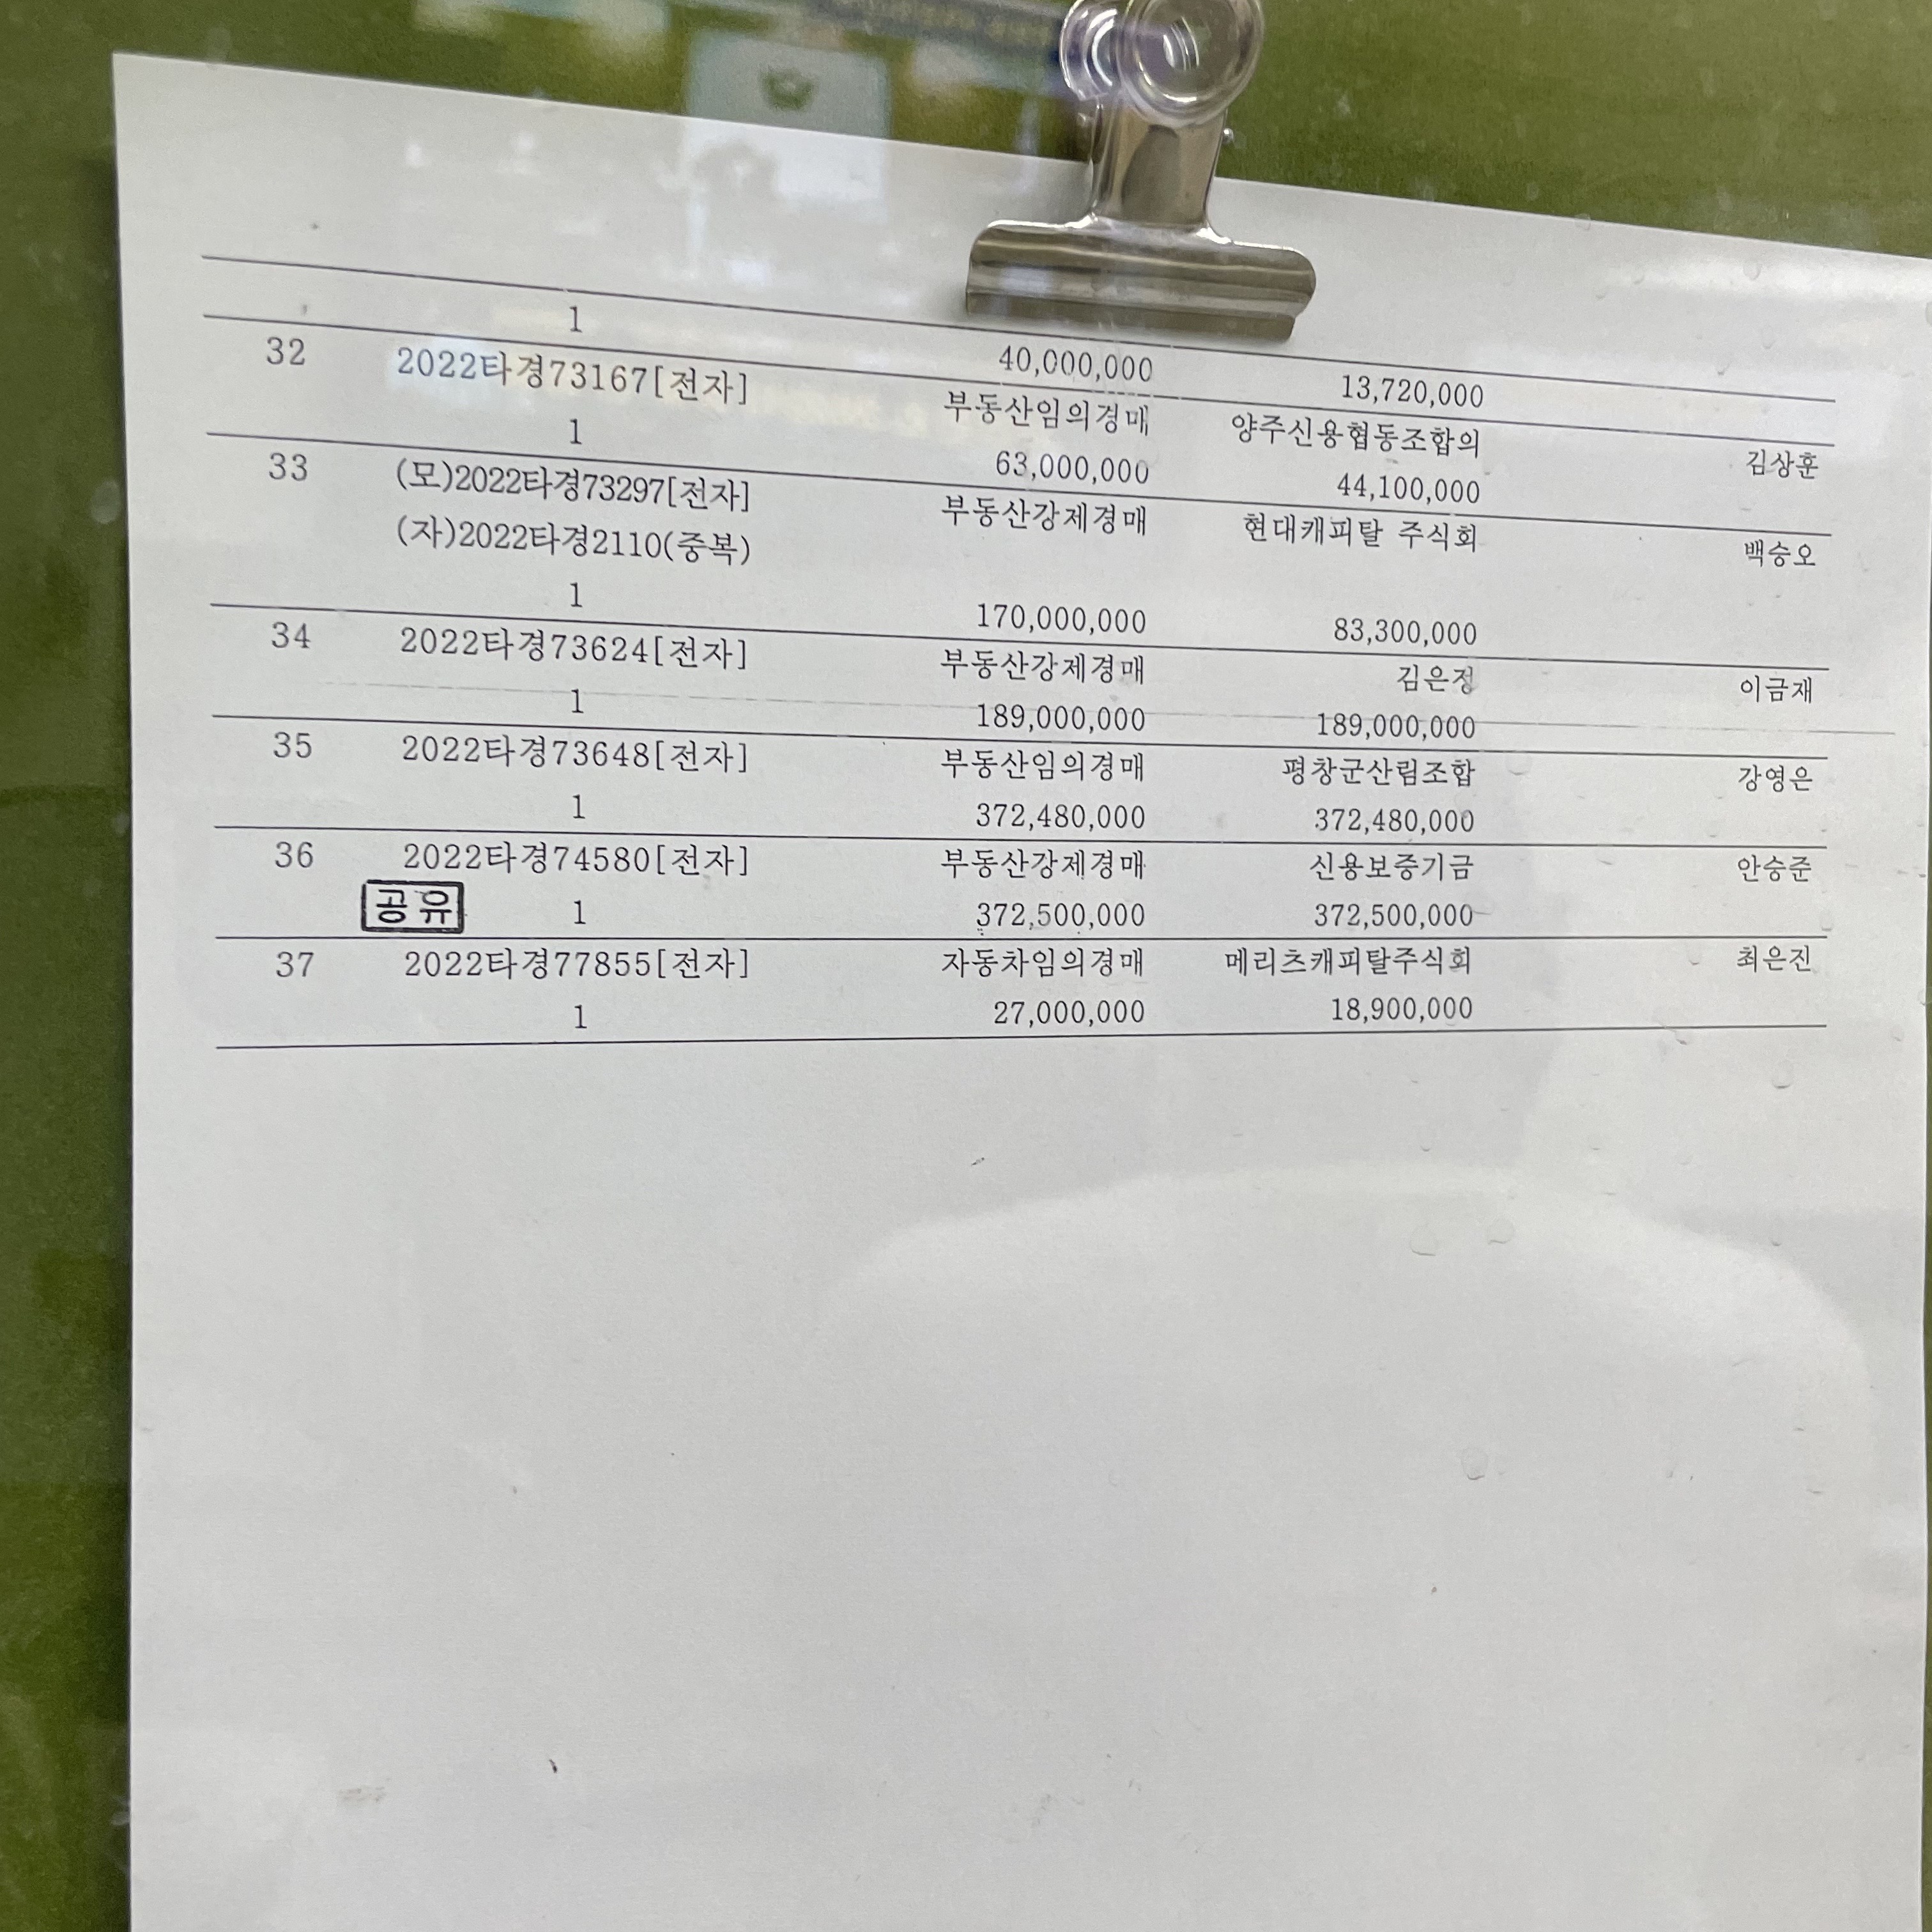 1 40,000,000 13,720,000
32 2022타경73167[전자] 부동산임의경매 양주신용협동조합의 김상훈
1 63,000,000 44,100,000
33 (모)2022타경73297[전자] 부동산강제경매 현대캐피탈 주식회 백승오
(자)2022타경2110(중복)
1 170,000,000 83,300,000
34 2022타경73624[전자] 부동산강제경매 김은정 이금재
1 189,000,000 189,000,000
35 2022타경73648[전자] 부동산임의경매 평창군산림조합 강영은
1 372,480,000 372,480,000
36 2022타경74580[전자] 부동산강제경매 신용보증기금 안승준
공유 1 372,500,000 372,500,000
37 2022타경77855[전자] 자동차임의경매 메리츠캐피탈주식회 최은진
1 27,000,000 18,900,000